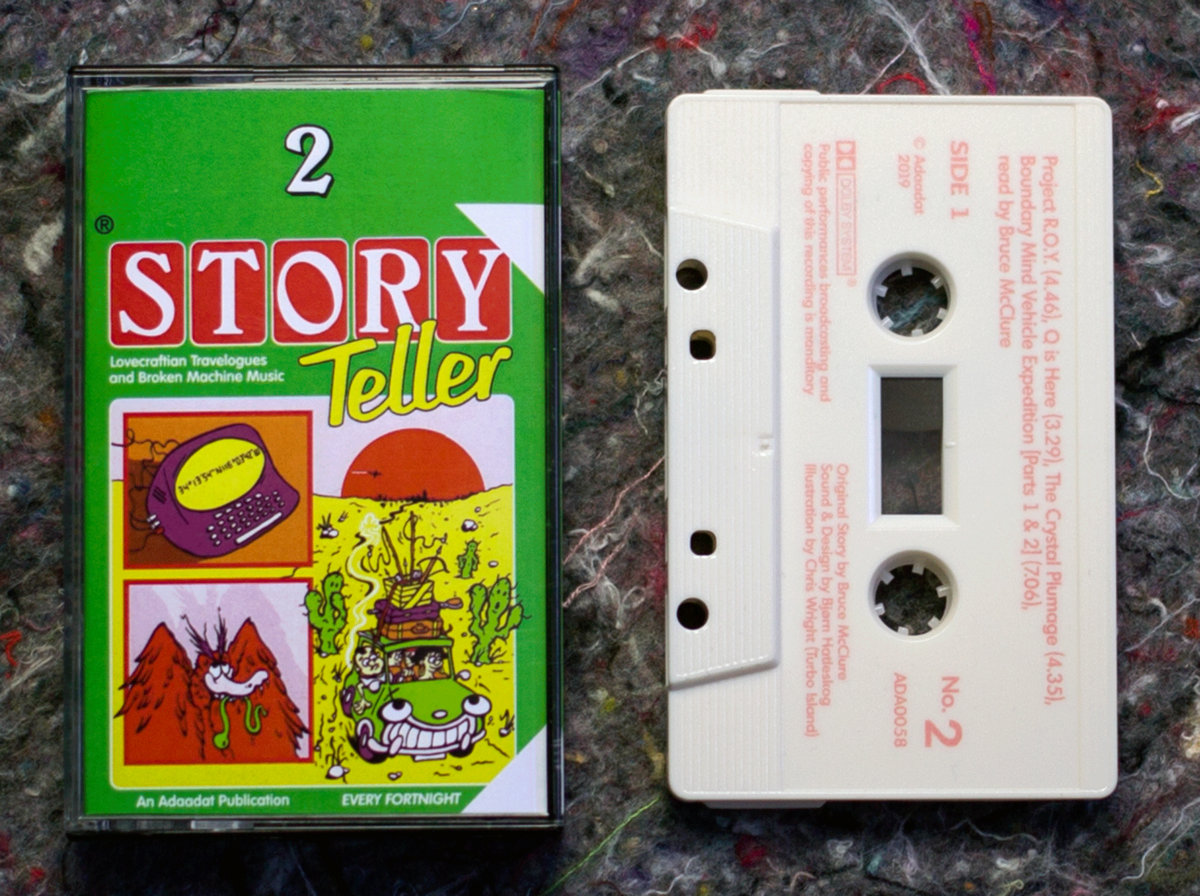 2
®
STORY
Teller
Lovecraftian Travelogues
and Broken Machine Music
An Adaadat Publication
EVERY FORTNIGHT
Project R.O.Y. (4.46), Q is Here (3.29), The Crystal Plumage (4.35),
Boundary Mind Vehicle Expedition [Parts 1 & 2] (7.06),
read by Bruce McClure
SIDE 1
© Adaadat
2019
No. 2
ADA0058
DOLBY SYSTEM®
Public performances broadcasting and
copying of this recording is manditory
Original Story by Bruce McClure
Sound & Design by Bjørn Hatleskog
Illustration by Chris Wright (Turbo Island)